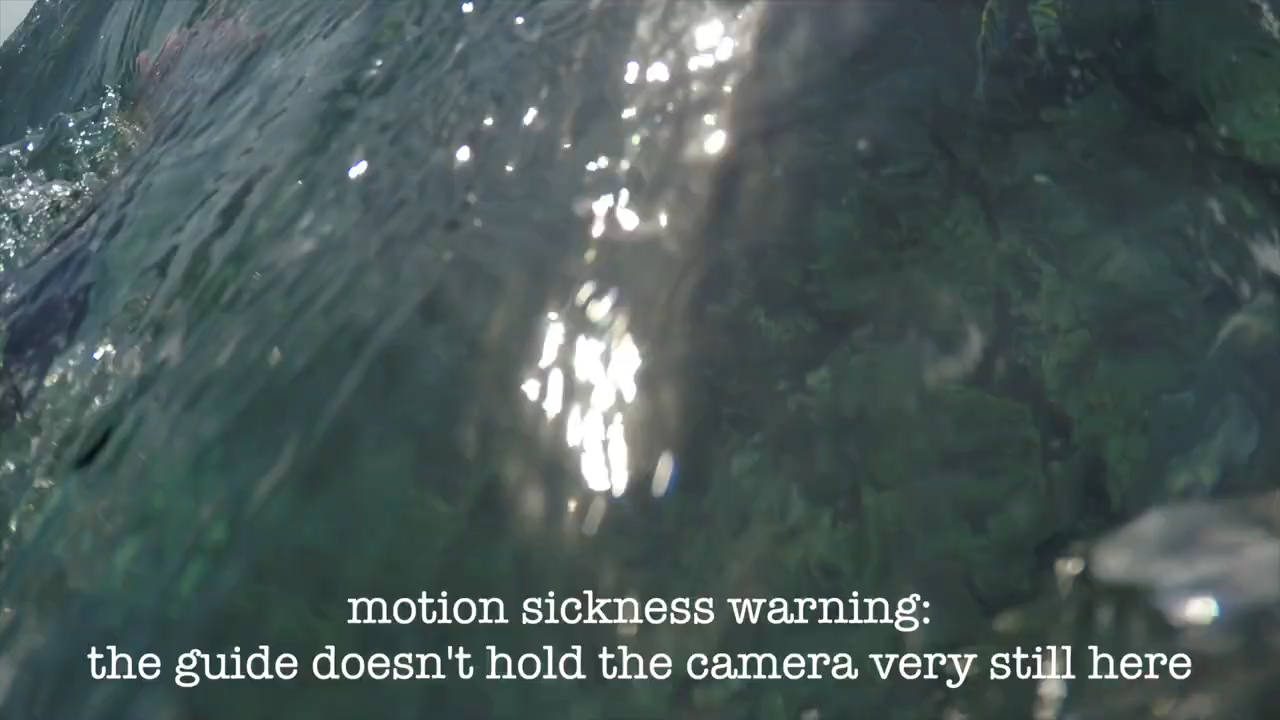 motion sickness warning:
the guide doesn't hold the camera very still here